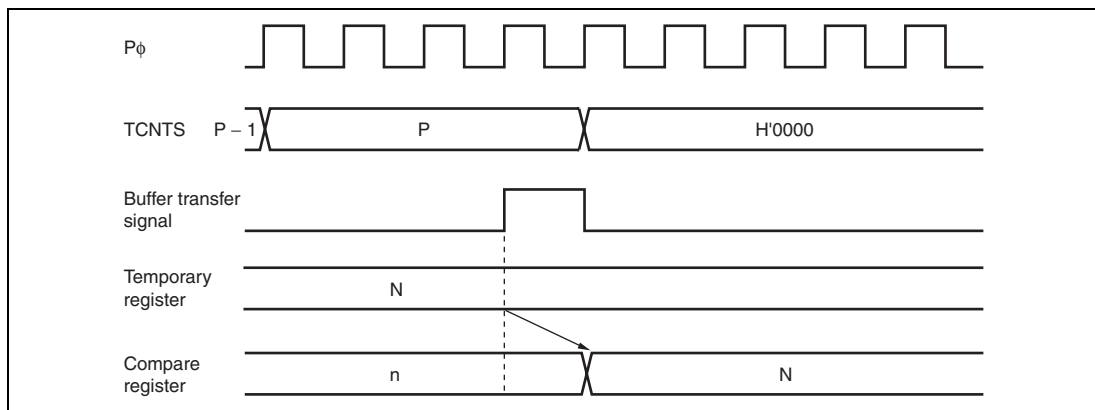 Pϕ
TCNTS P – 1 P H'0000
Buffer transfer
signal
Temporary
register
N
Compare
register
n N